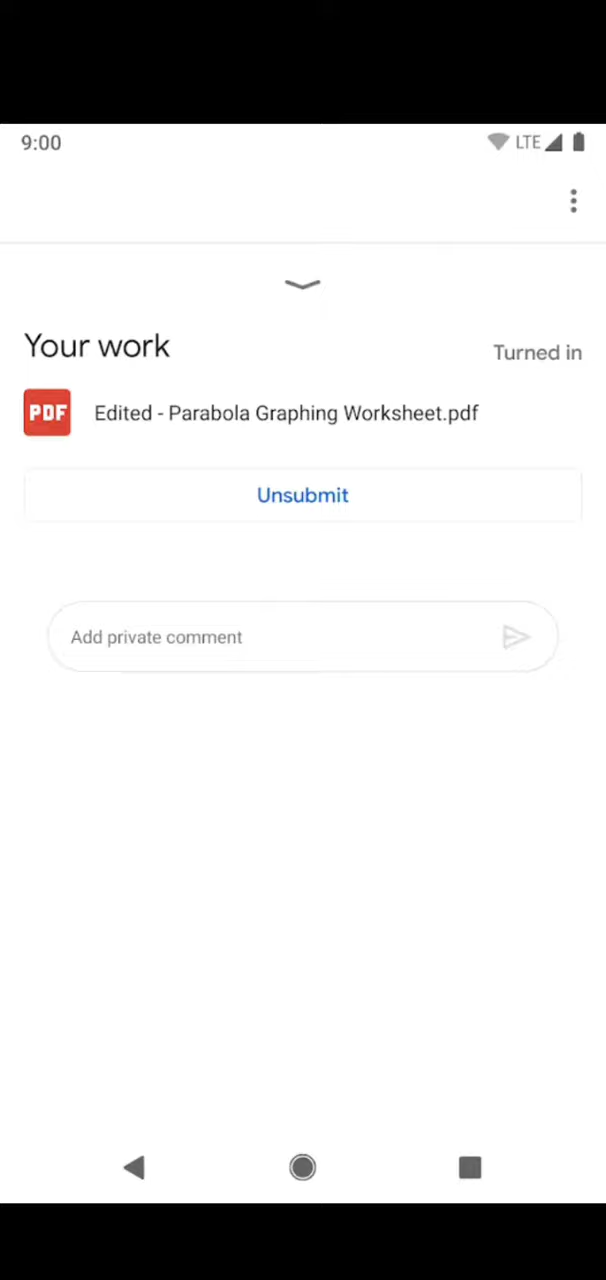 9:00 LTE
Your work
Turned in
PDF Edited - Parabola Graphing Worksheet.pdf
Unsubmit
Add private comment